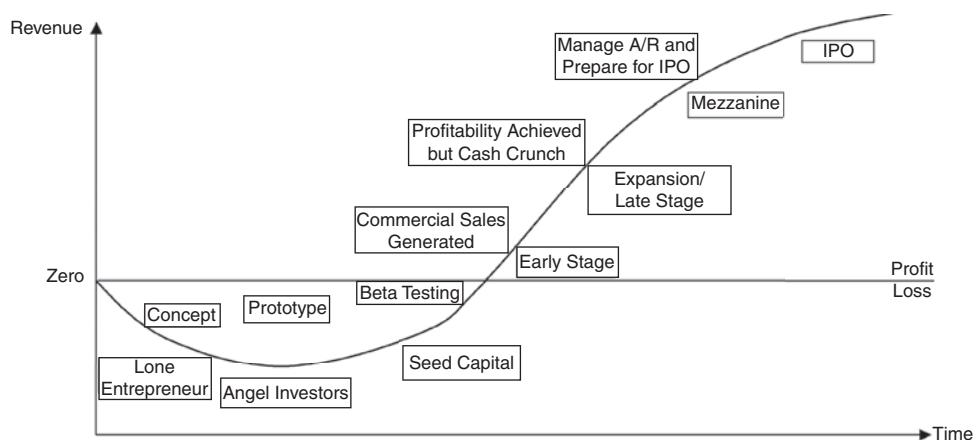 Revenue
Manage A/R and
Prepare for IPO
IPO
Mezzanine
Profitability Achieved
but Cash Crunch
Expansion/
Late Stage
Commercial Sales
Generated
Early Stage
Zero
Profit
Loss
Beta Testing
Prototype
Concept
Lone
Entrepreneur
Angel Investors
Seed Capital
Time